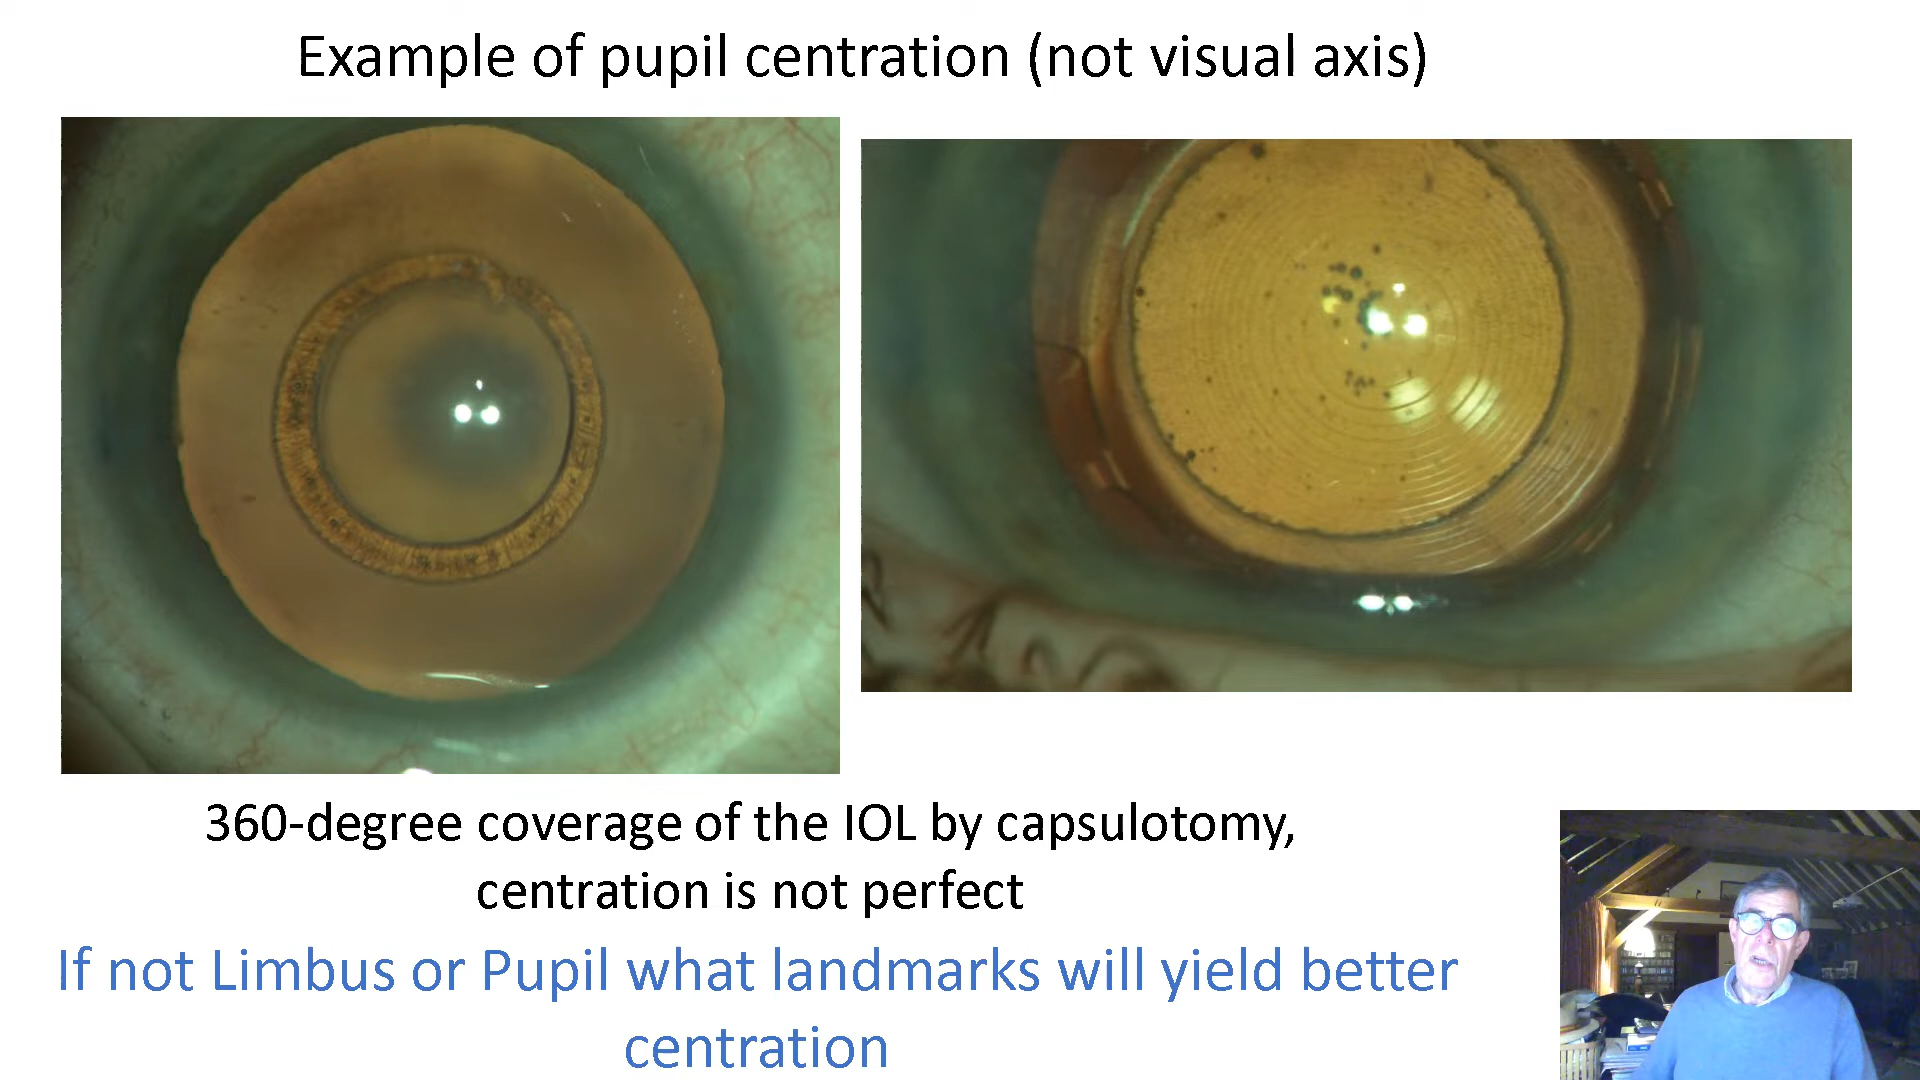 Example of pupil centration (not visual axis)
360-degree coverage of the IOL by capsulotomy,
centration is not perfect
If not Limbus or Pupil what landmarks will yield better
centration